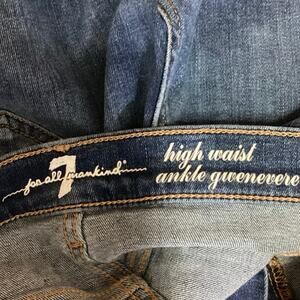 7
for all mankind®
high waist
ankle gwenevere